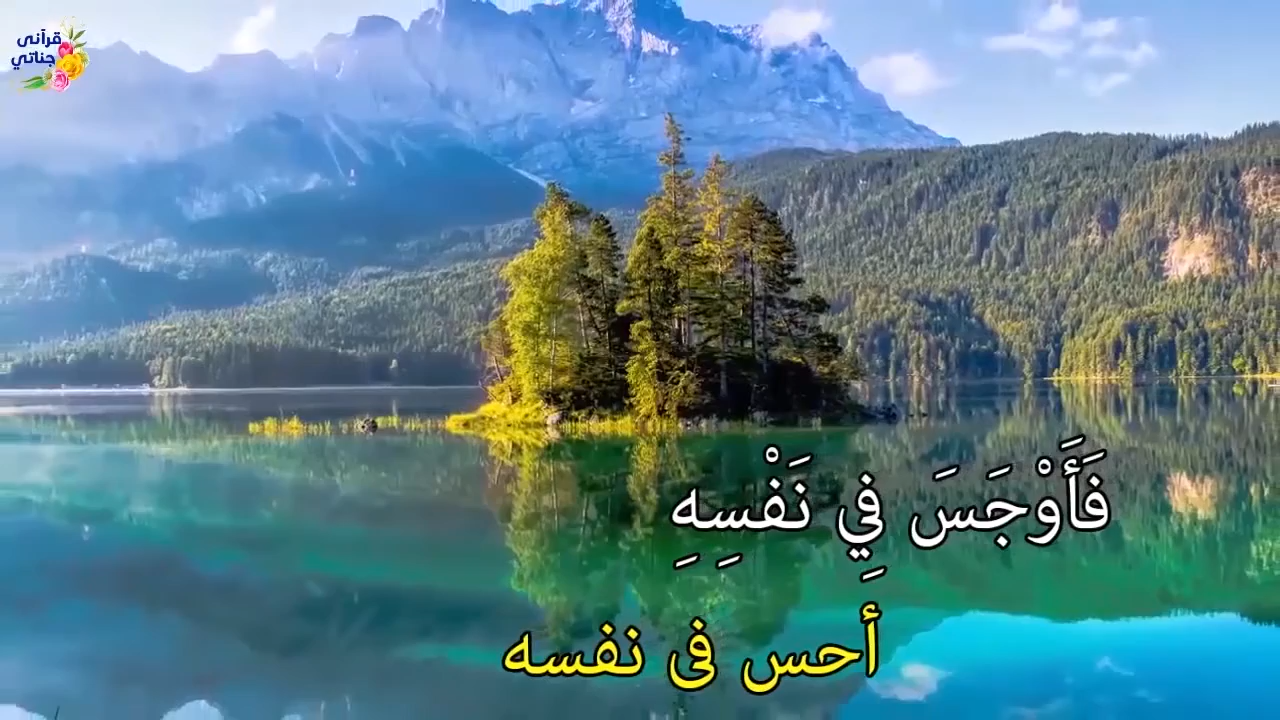 قرآنى
جناتي
فَأَوْجَسَ فِي نَفْسِهِ
أحس فى نفسه